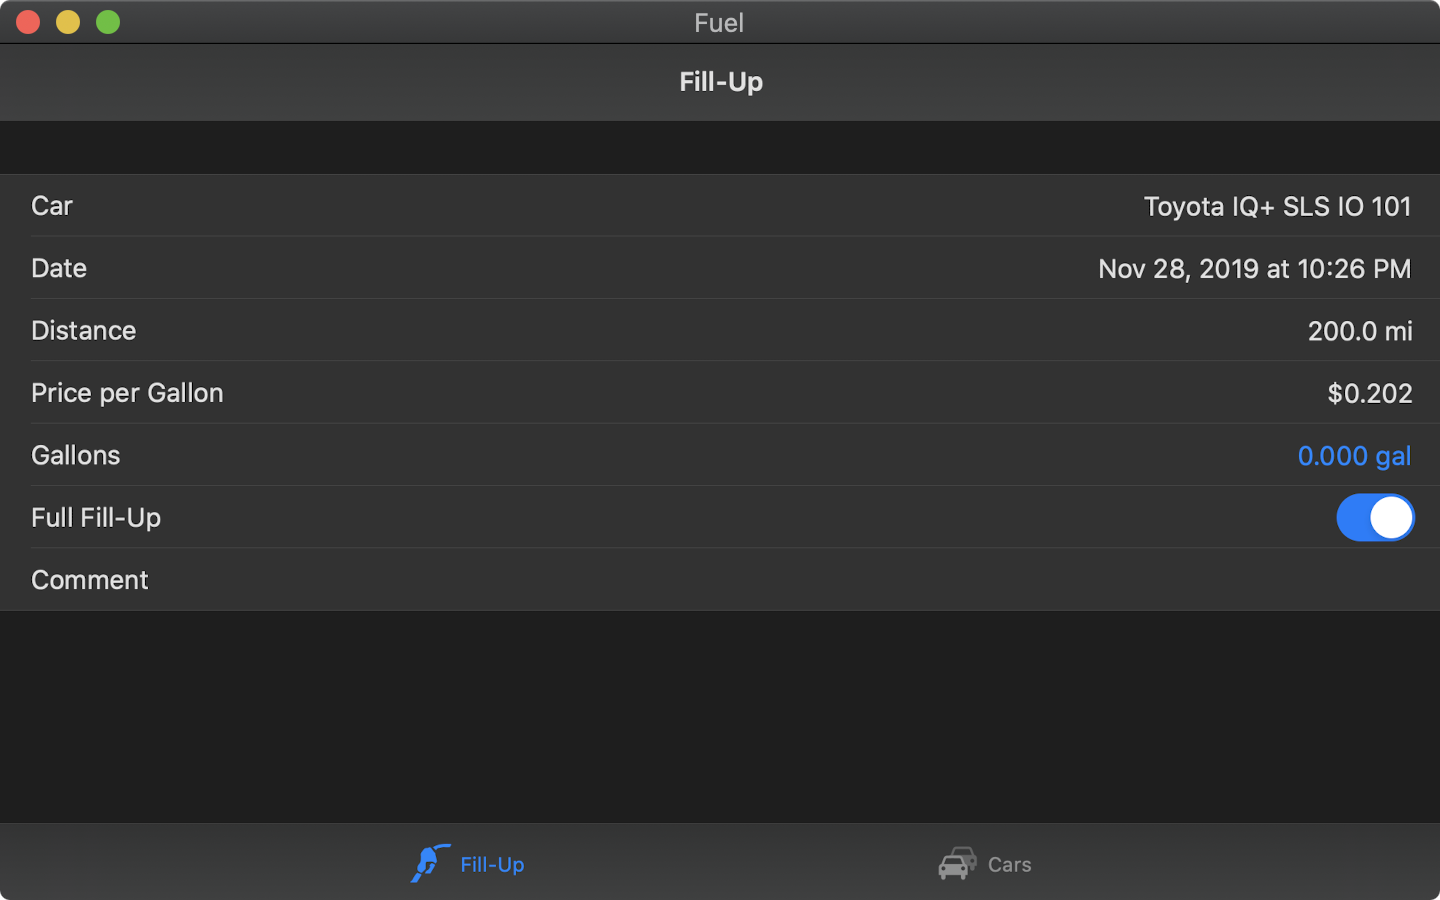 Fuel
Fill-Up
Car Toyota IQ+ SLS IO 101
Date Nov 28, 2019 at 10:26 PM
Distance 200.0 mi
Price per Gallon $0.202
Gallons 0.000 gal
Full Fill-Up
Comment
Fill-Up Cars